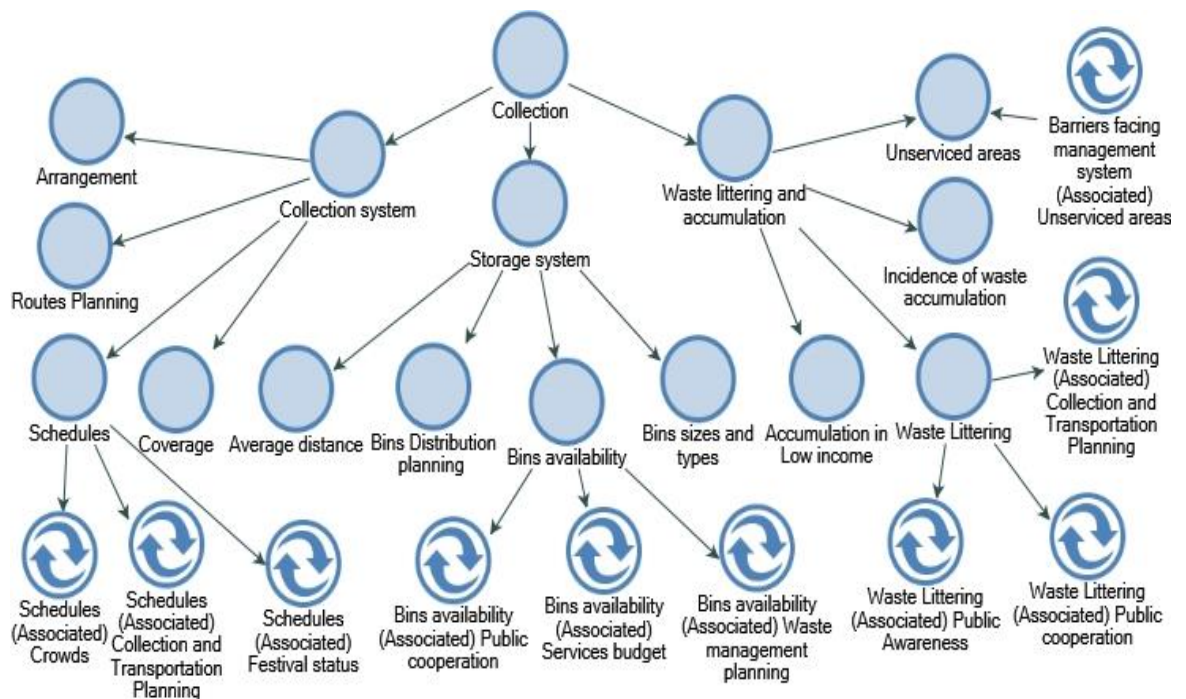 Collection
Arrangement
Collection system
Routes Planning
Storage system
Waste littering and
accumulation
Unserviced areas
Barriers facing
management
system
(Associated)
Unserviced areas
Incidence of waste
accumulation
Schedules
Coverage
Average distance
Bins Distribution
planning
Bins availability
Bins sizes and
types
Accumulation in
Low income
Waste Littering
Waste Littering
(Associated)
Collection and
Transportation
Planning
Schedules
(Associated)
Crowds
Schedules
(Associated)
Collection and
Transportation
Planning
Schedules
(Associated)
Festival status
Bins availability
(Associated) Public
cooperation
Bins availability
(Associated)
Services budget
Bins availability
(Associated) Waste
management
planning
Waste Littering
(Associated) Public
Awareness
Waste Littering
(Associated) Public
cooperation